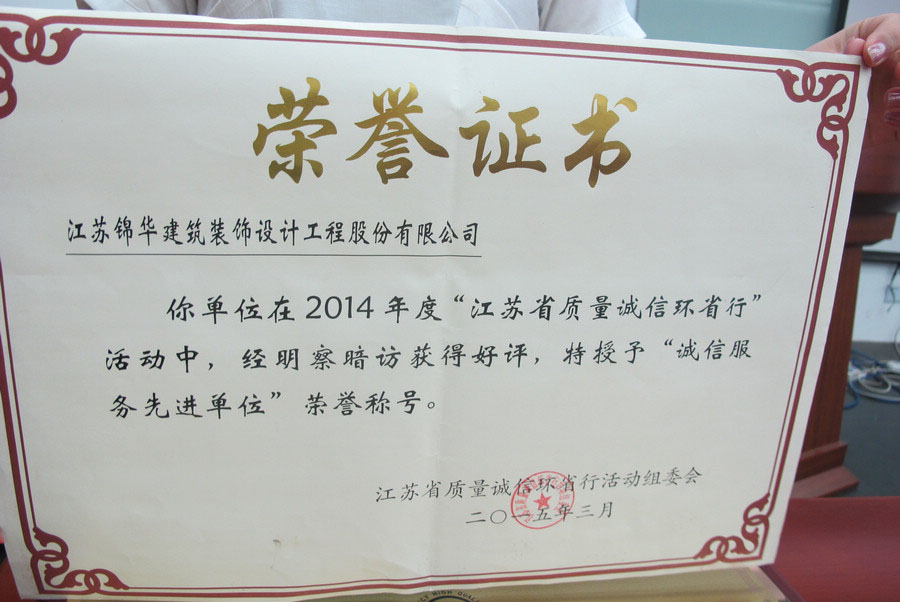 荣誉证书
江苏锦华建筑装饰设计工程股份有限公司
你单位在2014年度“江苏省质量诚信环省行”
活动中，经明察暗访获得好评，特授予“诚信服
务先进单位”荣誉称号。
江苏省质量诚信环省行活动组委会
二〇一五年三月